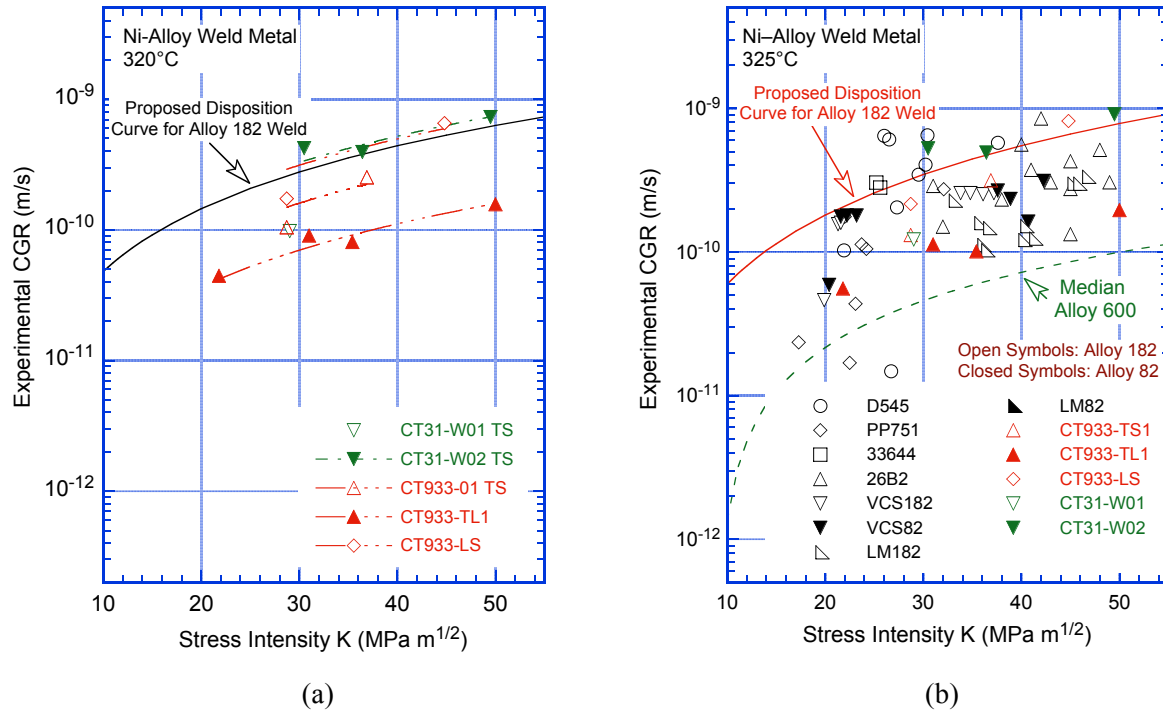 Ni-Alloy Weld Metal
320°C
Proposed Disposition
Curve for Alloy 182 Weld
Experimental CGR (m/s)
10-9
10-10
10-11
10-12
CT31-W01 TS
CT31-W02 TS
CT933-01 TS
CT933-TL1
CT933-LS
10 20 30 40 50
Stress Intensity K (MPa m1/2)
(a)
Ni–Alloy Weld Metal
325°C
Proposed Disposition
Curve for Alloy 182 Weld
Experimental CGR (m/s)
10-9
10-10
10-11
10-12
Median
Alloy 600
Open Symbols: Alloy 182
Closed Symbols: Alloy 82
D545
PP751
33644
26B2
VCS182
VCS82
LM182
LM82
CT933-TS1
CT933-TL1
CT933-LS
CT31-W01
CT31-W02
10 20 30 40 50
Stress Intensity K (MPa m1/2)
(b)